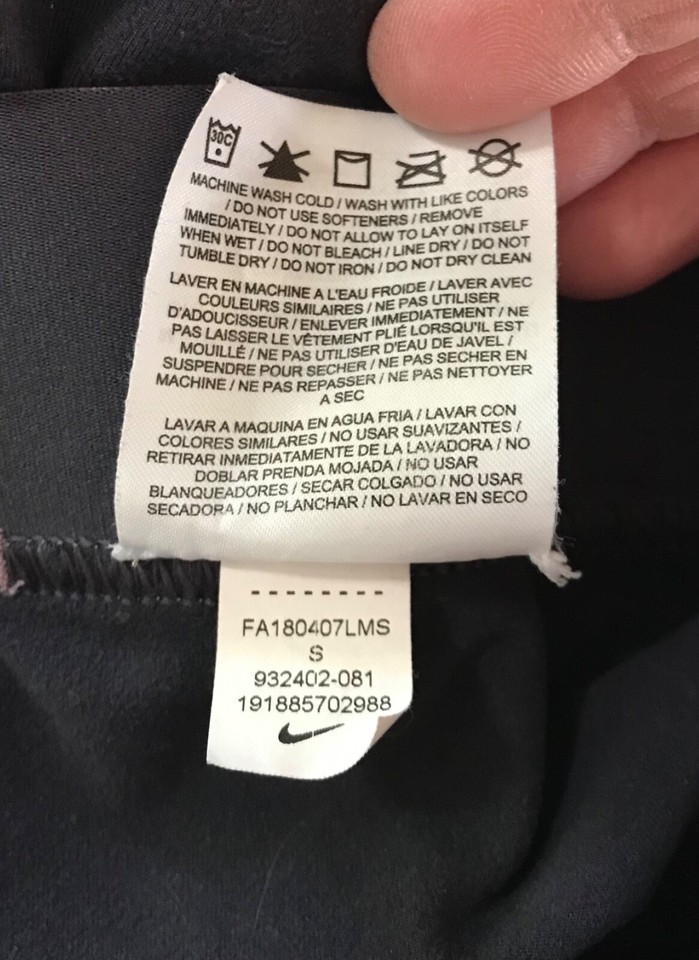 30C
MACHINE WASH COLD / WASH WITH LIKE COLORS
/ DO NOT USE SOFTENERS / REMOVE
IMMEDIATELY / DO NOT ALLOW TO LAY ON ITSELF
WHEN WET / DO NOT BLEACH / LINE DRY / DO NOT
TUMBLE DRY / DO NOT IRON / DO NOT DRY CLEAN
LAVER EN MACHINE A L'EAU FROIDE / LAVER AVEC
COULEURS SIMILAIRES / NE PAS UTILISER
D'ADOUCISSEUR / ENLEVER IMMEDIATEMENT / NE
PAS LAISSER LE VÊTEMENT PLIÉ LORSQU'IL EST
MOUILLÉ / NE PAS UTILISER D'EAU DE JAVEL /
SUSPENDRE POUR SECHER / NE PAS SECHER EN
MACHINE / NE PAS REPASSER / NE PAS NETTOYER
A SEC
LAVAR A MAQUINA EN AGUA FRIA / LAVAR CON
COLORES SIMILARES / NO USAR SUAVIZANTES /
RETIRAR INMEDIATAMENTE DE LA LAVADORA / NO
DOBLAR PRENDA MOJADA / NO USAR
BLANQUEADORES / SECAR COLGADO / NO USAR
SECADORA / NO PLANCHAR / NO LAVAR EN SECO
--------
FA180407LMS
S
932402-081
191885702988